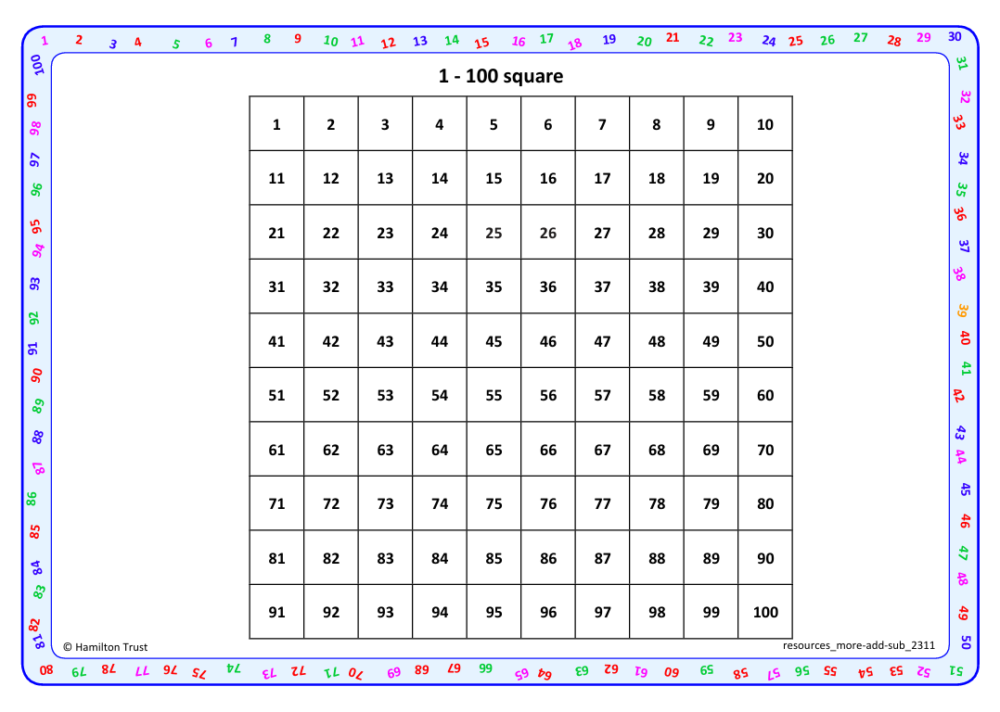 1 2 3 4 5 6 7 8 9 10 11 12 13 14 15 16 17 18 19 20 21 22 23 24 25 26 27 28 29 30
31
32
33
34
35
36
37
38
39
40
41
42
43
44
45
46
47
48
49
50
51 52 53 54 55 56 57 58 59 60 61 62 63 64 65 66 67 68 69 70 71 72 73 74 75 76 77 78 79 80
81
82
83
84
85
86
87
88
89
90
91
92
93
94
95
96
97
98
99
100
1 - 100 square
1 2 3 4 5 6 7 8 9 10
11 12 13 14 15 16 17 18 19 20
21 22 23 24 25 26 27 28 29 30
31 32 33 34 35 36 37 38 39 40
41 42 43 44 45 46 47 48 49 50
51 52 53 54 55 56 57 58 59 60
61 62 63 64 65 66 67 68 69 70
71 72 73 74 75 76 77 78 79 80
81 82 83 84 85 86 87 88 89 90
91 92 93 94 95 96 97 98 99 100
© Hamilton Trust
resources_more-add-sub_2311